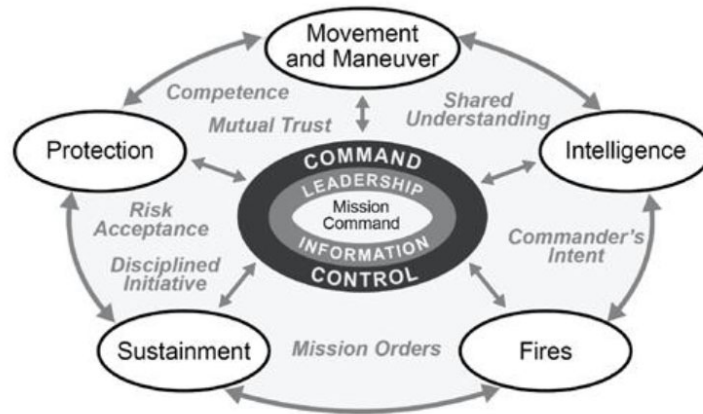 Movement
and Maneuver
Competence
Mutual Trust
Shared
Understanding
Protection
COMMAND
LEADERSHIP
Mission
Command
INFORMATION
CONTROL
Intelligence
Risk
Acceptance
Disciplined
Initiative
Commander's
Intent
Sustainment
Mission Orders
Fires